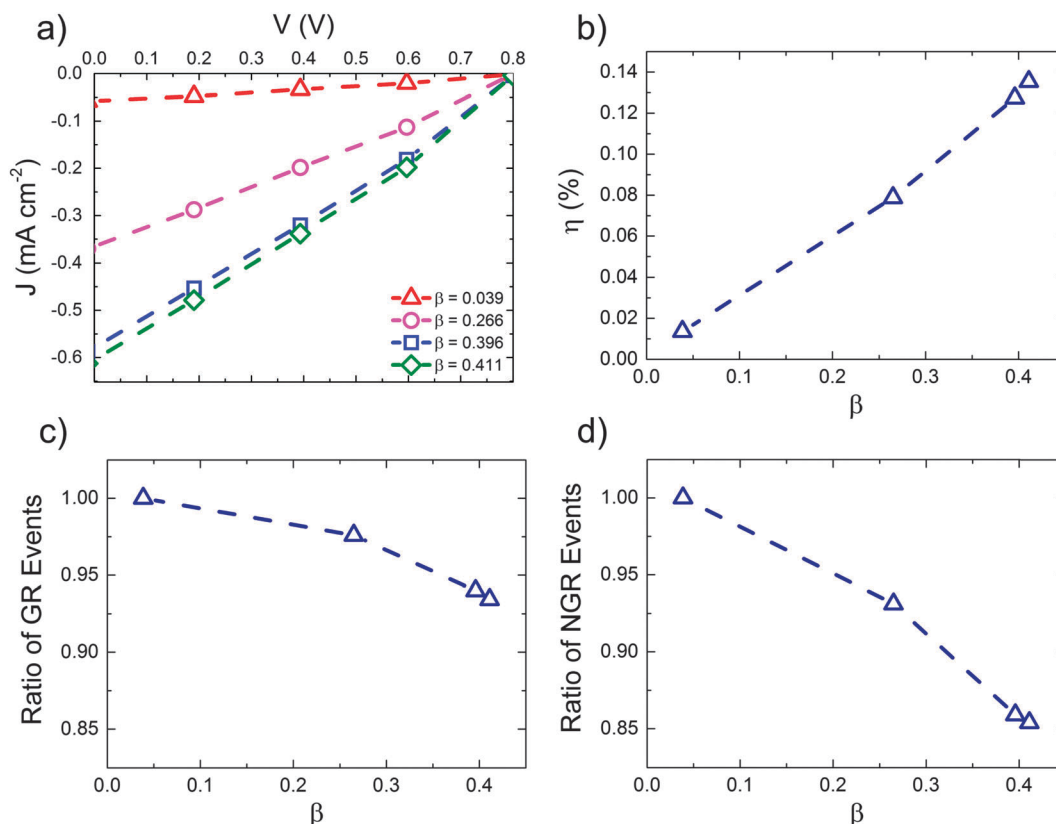 a)
V (V)
0.0 0.1 0.2 0.3 0.4 0.5 0.6 0.7 0.8
0.0
-0.1
-0.2
-0.3
-0.4
-0.5
-0.6
J (mA cm-2)
β = 0.039
β = 0.266
β = 0.396
β = 0.411
b)
0.14
0.12
0.10
0.08
0.06
0.04
0.02
0.00
η (%)
0.0 0.1 0.2 0.3 0.4
β
c)
1.00
0.95
0.90
0.85
Ratio of GR Events
0.0 0.1 0.2 0.3 0.4
β
d)
1.00
0.95
0.90
0.85
Ratio of NGR Events
0.0 0.1 0.2 0.3 0.4
β